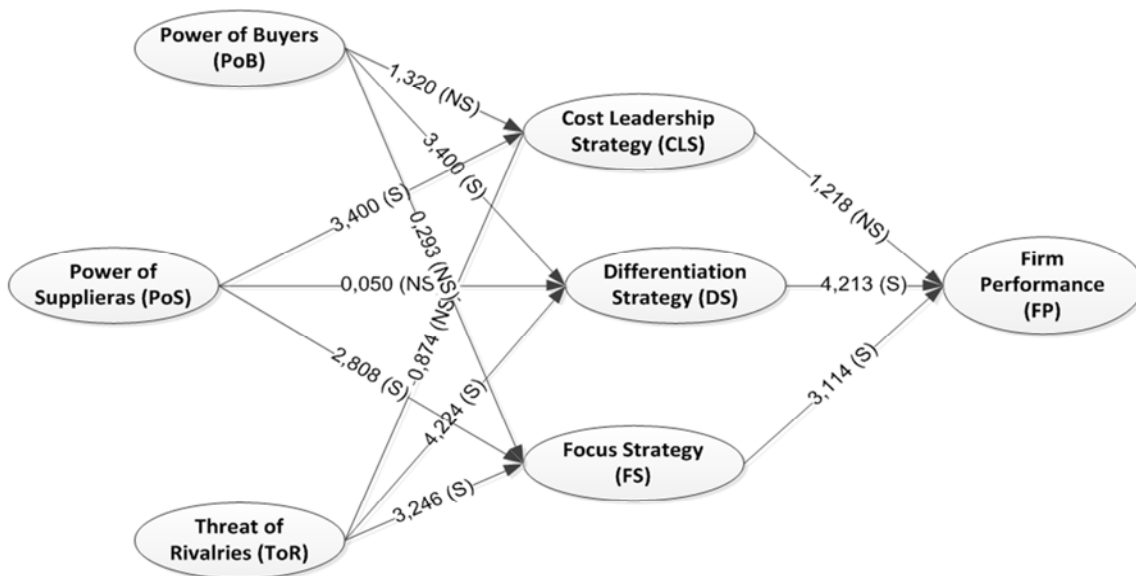 Power of Buyers
(PoB)
1,320 (NS)
Cost Leadership
Strategy (CLS)
3,400 (S)
3,400 (S)
0,293 (NS)
1,218 (NS)
Power of
Supplieras (PoS)
0,050 (NS
Differentiation
Strategy (DS)
4,213 (S)
Firm
Performance
(FP)
-0,874 (NS)
2,808 (S)
4,224 (S)
3,114 (S)
Focus Strategy
(FS)
3,246 (S)
Threat of
Rivalries (ToR)